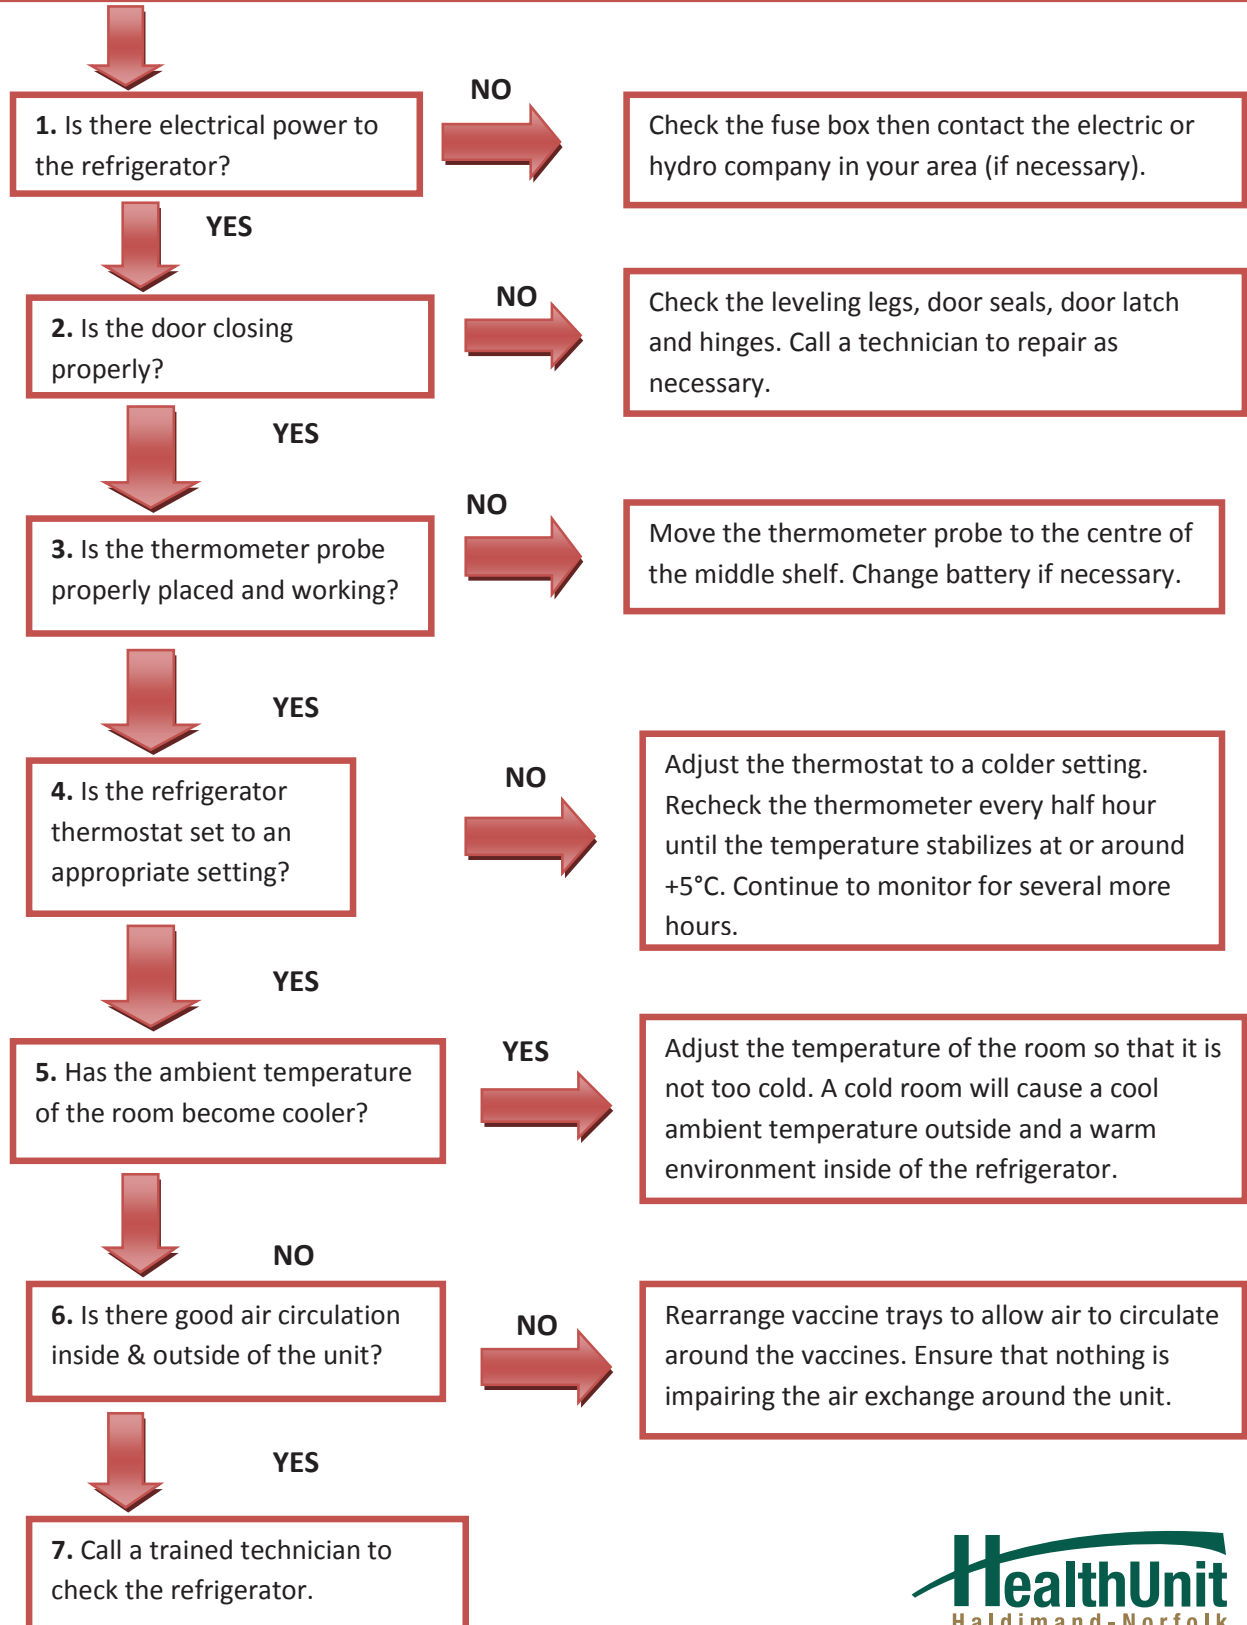 NO
1. Is there electrical power to
the refrigerator?
Check the fuse box then contact the electric or
hydro company in your area (if necessary).
YES
NO
2. Is the door closing
properly?
Check the leveling legs, door seals, door latch
and hinges. Call a technician to repair as
necessary.
YES
NO
3. Is the thermometer probe
properly placed and working?
Move the thermometer probe to the centre of
the middle shelf. Change battery if necessary.
YES
NO
4. Is the refrigerator
thermostat set to an
appropriate setting?
Adjust the thermostat to a colder setting.
Recheck the thermometer every half hour
until the temperature stabilizes at or around
+5°C. Continue to monitor for several more
hours.
YES
YES
5. Has the ambient temperature
of the room become cooler?
Adjust the temperature of the room so that it is
not too cold. A cold room will cause a cool
ambient temperature outside and a warm
environment inside of the refrigerator.
NO
NO
6. Is there good air circulation
inside & outside of the unit?
Rearrange vaccine trays to allow air to circulate
around the vaccines. Ensure that nothing is
impairing the air exchange around the unit.
YES
7. Call a trained technician to
check the refrigerator.
HealthUnit
Haldimand-Norfolk